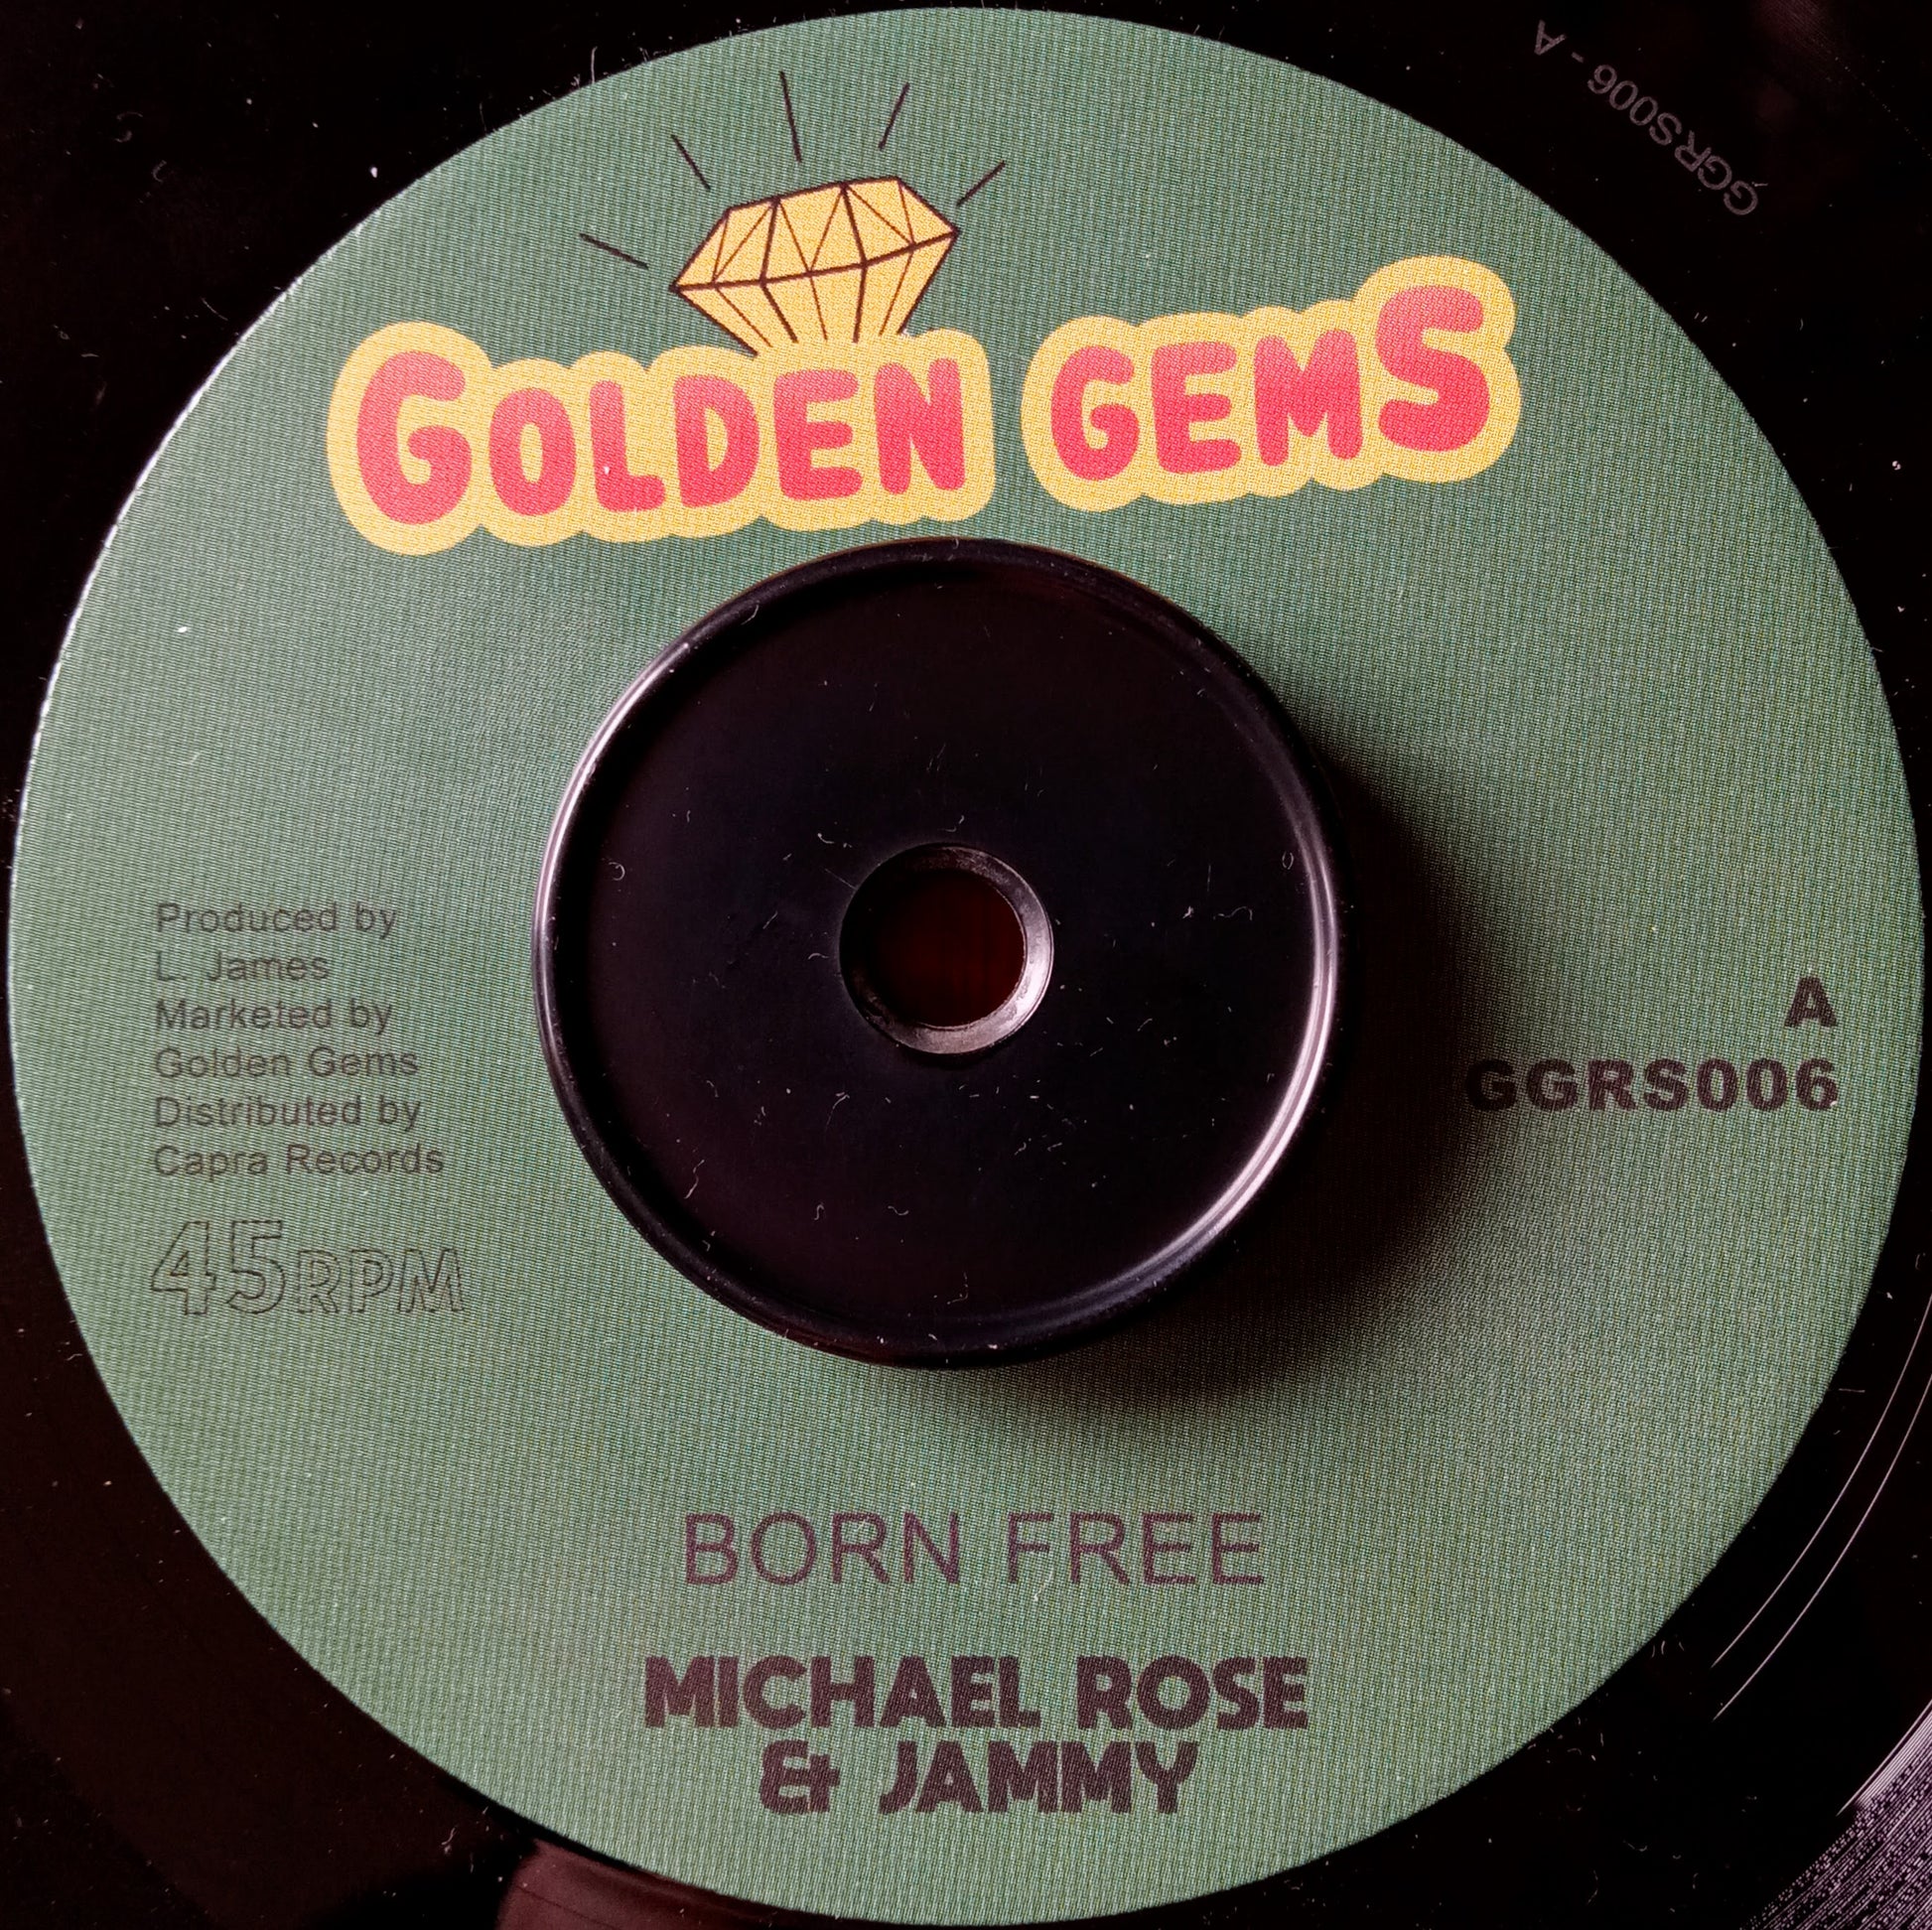 GGRS006 - A
GOLDEN GEMS
Produced by
L. James
Marketed by
Golden Gems
Distributed by
Capra Records
45RPM
A
GGRS006
BORN FREE
MICHAEL ROSE
& JAMMY